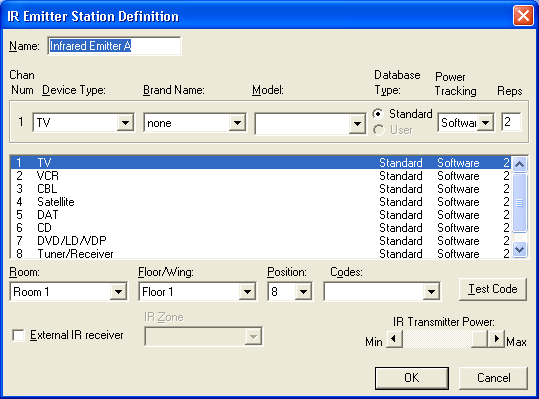 IR Emitter Station Definition
Name: Infrared Emitter A
Chan Num Device Type: Brand Name: Model: Database Type: Power Tracking Reps
1 TV none Standard User Softwar 2
1 TV Standard Software 2
2 VCR Standard Software 2
3 CBL Standard Software 2
4 Satellite Standard Software 2
5 DAT Standard Software 2
6 CD Standard Software 2
7 DVD/LD/VDP Standard Software 2
8 Tuner/Receiver Standard Software 2
Room: Floor/Wing: Position: Codes:
Room 1 Floor 1 8 Test Code
External IR receiver IR Zone IR Transmitter Power:
Min Max
OK Cancel